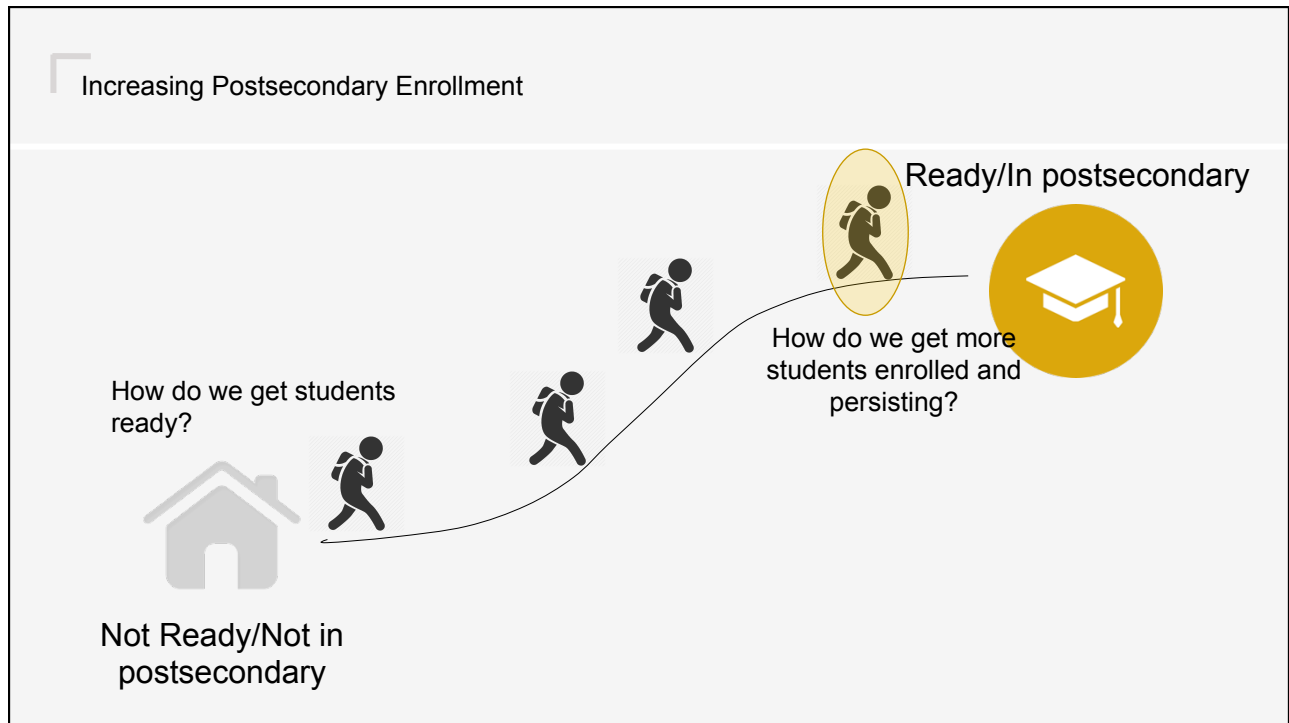 Increasing Postsecondary Enrollment
Ready/In postsecondary
How do we get more
students enrolled and
persisting?
How do we get students
ready?
Not Ready/Not in
postsecondary